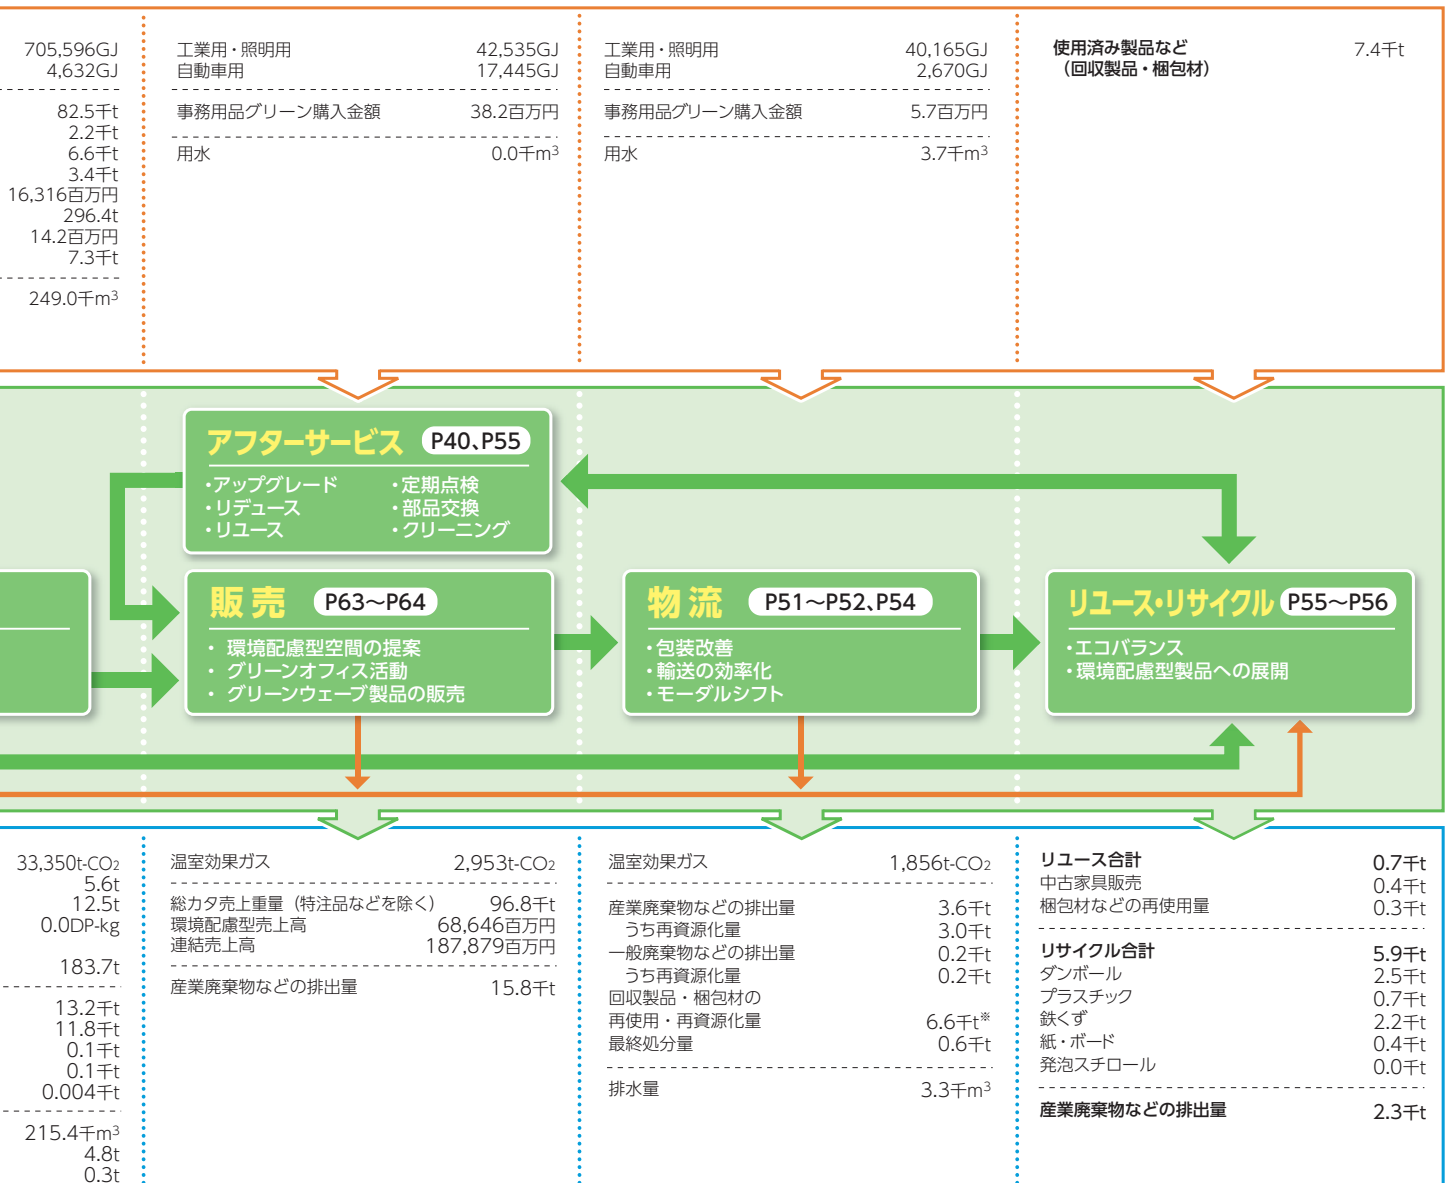 705,596GJ
4,632GJ
82.5千t
2.2千t
6.6千t
3.4千t
16,316百万円
296.4t
14.2百万円
7.3千t
249.0千m3
工業用・照明用 42,535GJ
自動車用 17,445GJ
事務用品グリーン購入金額 38.2百万円
用水 0.0千m3
工業用・照明用 40,165GJ
自動車用 2,670GJ
事務用品グリーン購入金額 5.7百万円
用水 3.7千m3
使用済み製品など 7.4千t
（回収製品・梱包材）
アフターサービス P40、P55
・アップグレード ・定期点検
・リデュース ・部品交換
・リユース ・クリーニング
販売 P63〜P64
・ 環境配慮型空間の提案
・ グリーンオフィス活動
・ グリーンウェーブ製品の販売
物流 P51〜P52、P54
・包装改善
・輸送の効率化
・モーダルシフト
リユース・リサイクル P55〜P56
・エコバランス
・環境配慮型製品への展開
33,350t-CO2
5.6t
12.5t
0.0DP-kg
183.7t
13.2千t
11.8千t
0.1千t
0.1千t
0.004千t
215.4千m3
4.8t
0.3t
温室効果ガス 2,953t-CO2
総カタ売上重量（特注品などを除く） 96.8千t
環境配慮型売上高 68,646百万円
連結売上高 187,879百万円
産業廃棄物などの排出量 15.8千t
温室効果ガス 1,856t-CO2
産業廃棄物などの排出量 3.6千t
うち再資源化量 3.0千t
一般廃棄物などの排出量 0.2千t
うち再資源化量 0.2千t
回収製品・梱包材の
再使用・再資源化量 6.6千t※
最終処分量 0.6千t
排水量 3.3千m3
リユース合計 0.7千t
中古家具販売 0.4千t
梱包材などの再使用量 0.3千t
リサイクル合計 5.9千t
ダンボール 2.5千t
プラスチック 0.7千t
鉄くず 2.2千t
紙・ボード 0.4千t
発泡スチロール 0.0千t
産業廃棄物などの排出量 2.3千t